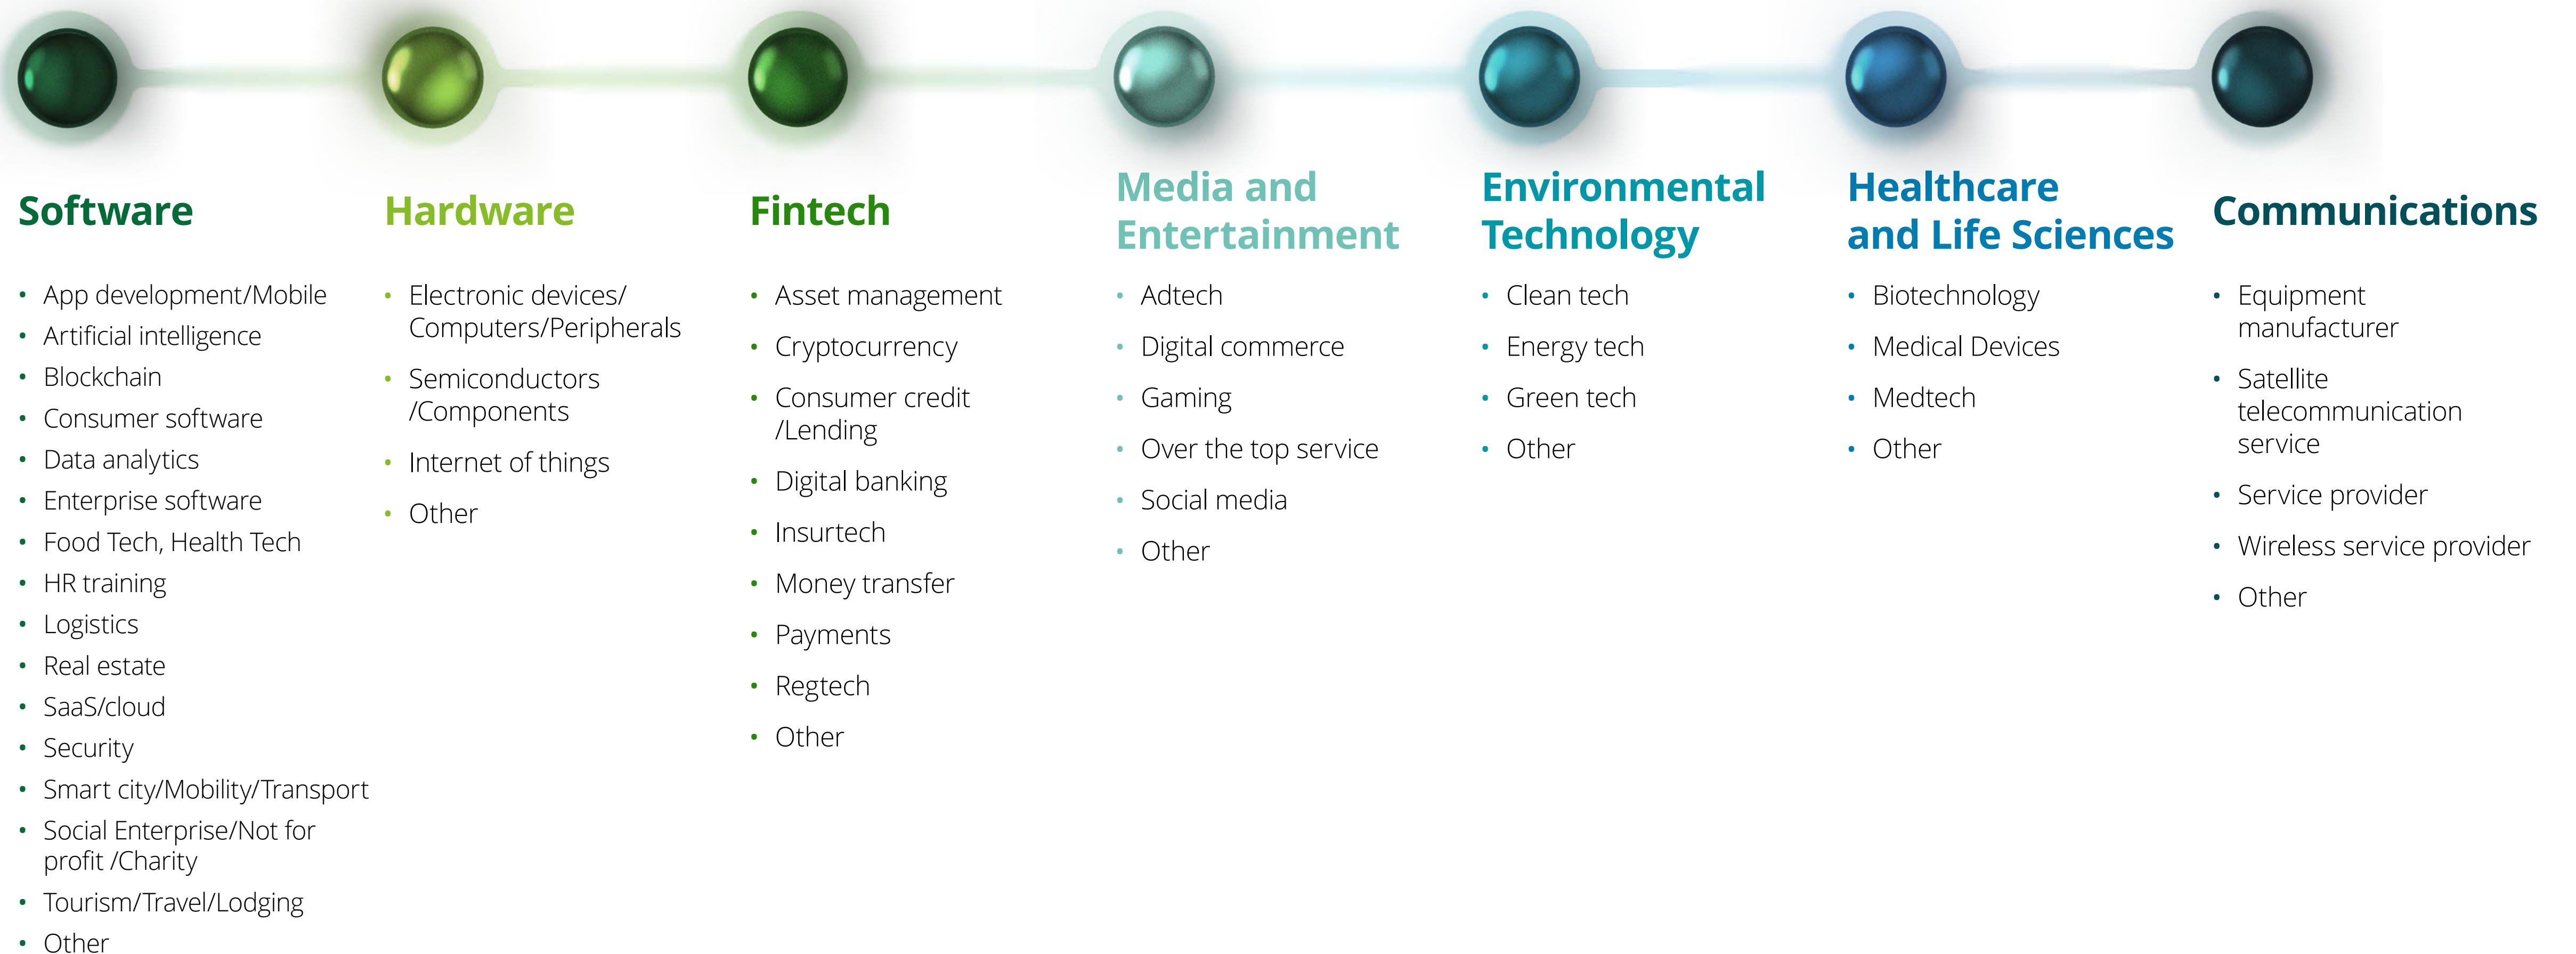 Software
• App development/Mobile
• Artificial intelligence
• Blockchain
• Consumer software
• Data analytics
• Enterprise software
• Food Tech, Health Tech
• HR training
• Logistics
• Real estate
• SaaS/cloud
• Security
• Smart city/Mobility/Transport
• Social Enterprise/Not for
profit /Charity
• Tourism/Travel/Lodging
• Other
Hardware
• Electronic devices/
Computers/Peripherals
• Semiconductors
/Components
• Internet of things
• Other
Fintech
• Asset management
• Cryptocurrency
• Consumer credit
/Lending
• Digital banking
• Insurtech
• Money transfer
• Payments
• Regtech
• Other
Media and
Entertainment
• Adtech
• Digital commerce
• Gaming
• Over the top service
• Social media
• Other
Environmental
Technology
• Clean tech
• Energy tech
• Green tech
• Other
Healthcare
and Life Sciences
• Biotechnology
• Medical Devices
• Medtech
• Other
Communications
• Equipment
manufacturer
• Satellite
telecommunication
service
• Service provider
• Wireless service provider
• Other